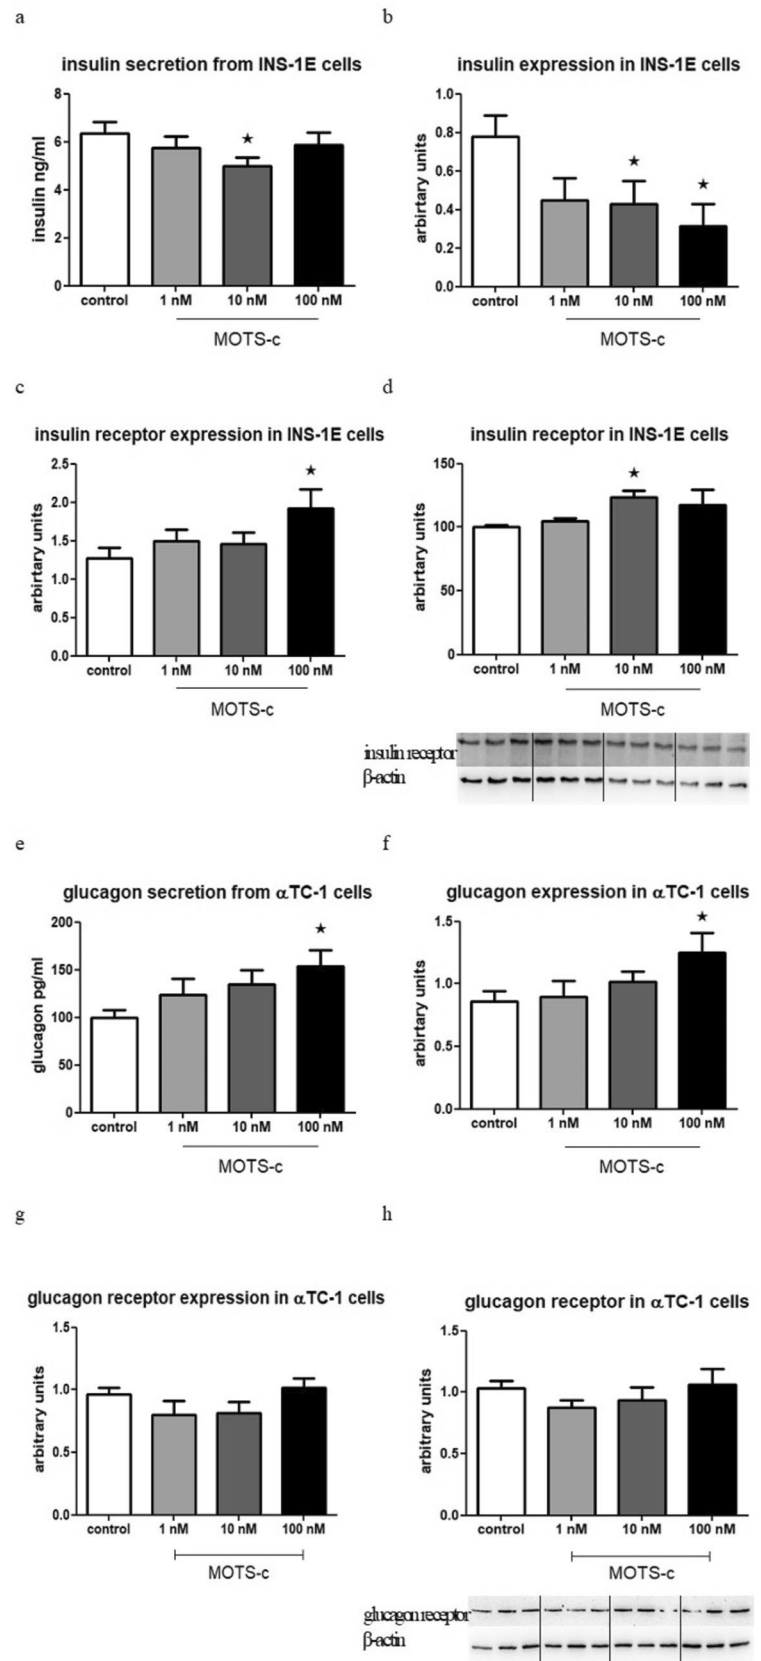 a
insulin secretion from INS-1E cells
insulin ng/ml
8
6
4
2
0
★
control 1 nM 10 nM 100 nM
MOTS-c
b
insulin expression in INS-1E cells
arbirtary units
1.0
0.8
0.6
0.4
0.2
0.0
★ ★
control 1 nM 10 nM 100 nM
MOTS-c
c
insulin receptor expression in INS-1E cells
arbirtary units
2.5
2.0
1.5
1.0
0.5
0.0
★
control 1 nM 10 nM 100 nM
MOTS-c
d
insulin receptor in INS-1E cells
arbirtary units
150
100
50
0
★
control 1 nM 10 nM 100 nM
MOTS-c
insulin receptor
β-actin
e
glucagon secretion from αTC-1 cells
glucagon pg/ml
200
150
100
50
0
★
control 1 nM 10 nM 100 nM
MOTS-c
f
glucagon expression in αTC-1 cells
arbirtary units
1.5
1.0
0.5
0.0
★
control 1 nM 10 nM 100 nM
MOTS-c
g
glucagon receptor expression in αTC-1 cells
arbitrary units
1.5
1.0
0.5
0.0
control 1 nM 10 nM 100 nM
MOTS-c
h
glucagon receptor in αTC-1 cells
arbitrary units
1.5
1.0
0.5
0.0
control 1 nM 10 nM 100 nM
MOTS-c
glucagon receptor
β-actin